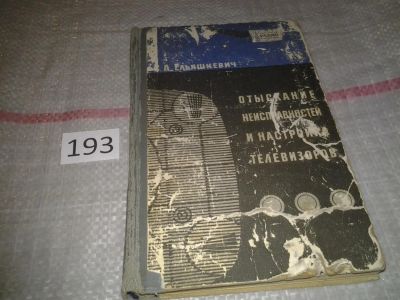 А. ЕЛЬЯШКЕВИЧ
ОТЫСКАНИЕ
НЕИСПРАВНОСТЕЙ
И НАСТРОЙКА
ТЕЛЕВИЗОРОВ
193